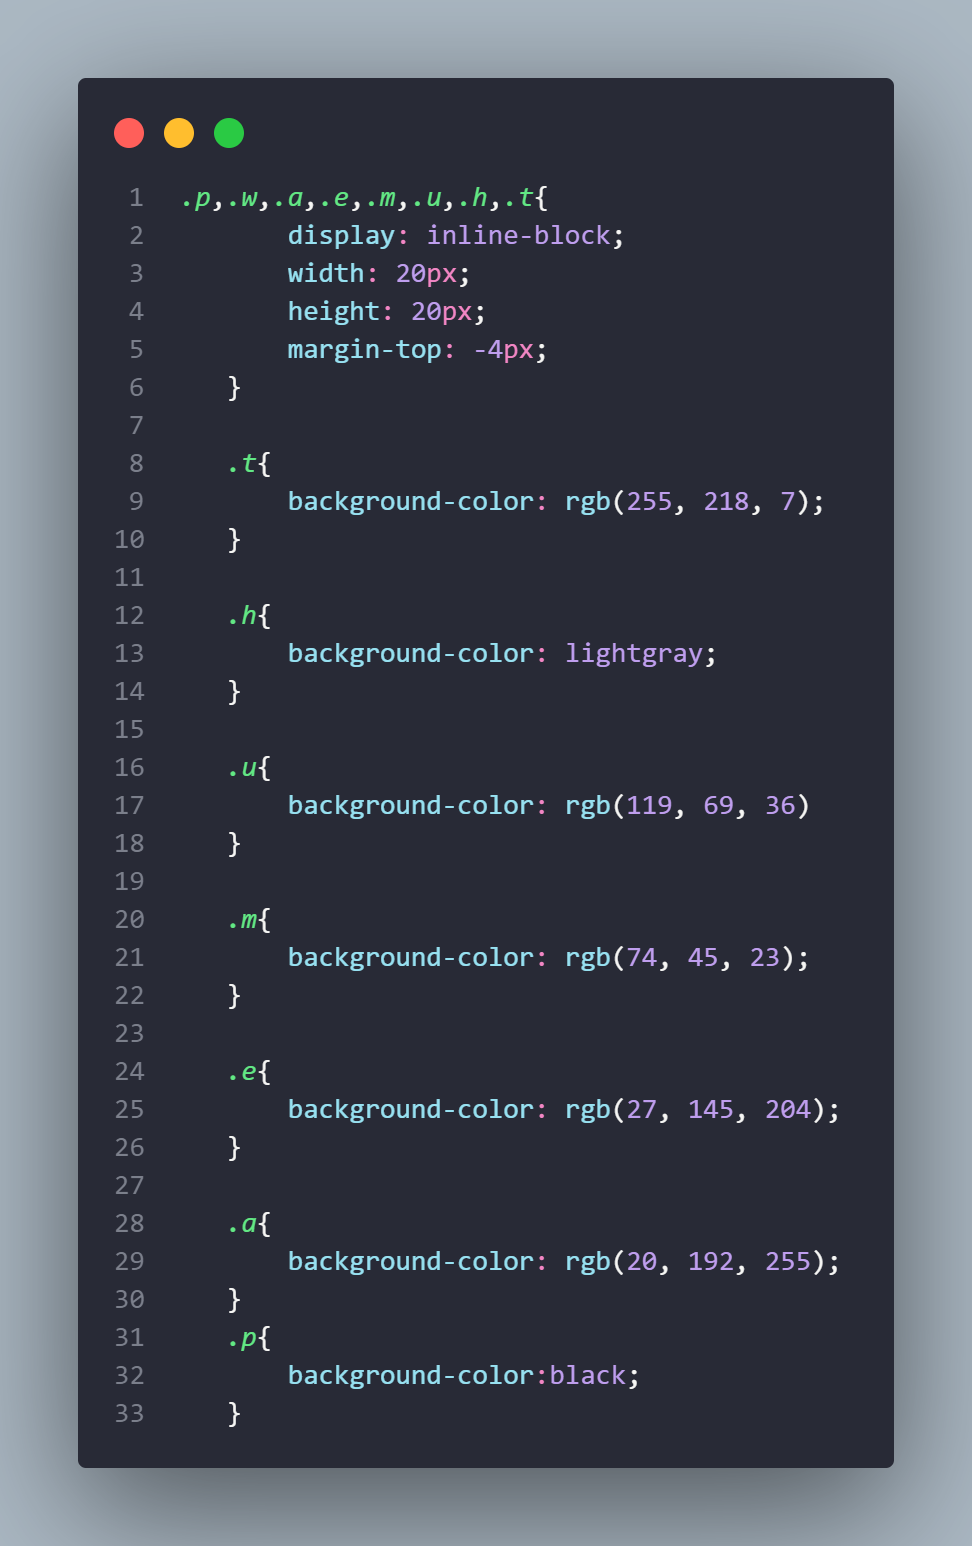 1 .p,.w,.a,.e,.m,.u,.h,.t{
2 display: inline-block;
3 width: 20px;
4 height: 20px;
5 margin-top: -4px;
6 }
7
8 .t{
9 background-color: rgb(255, 218, 7);
10 }
11
12 .h{
13 background-color: lightgray;
14 }
15
16 .u{
17 background-color: rgb(119, 69, 36)
18 }
19
20 .m{
21 background-color: rgb(74, 45, 23);
22 }
23
24 .e{
25 background-color: rgb(27, 145, 204);
26 }
27
28 .a{
29 background-color: rgb(20, 192, 255);
30 }
31 .p{
32 background-color:black;
33 }